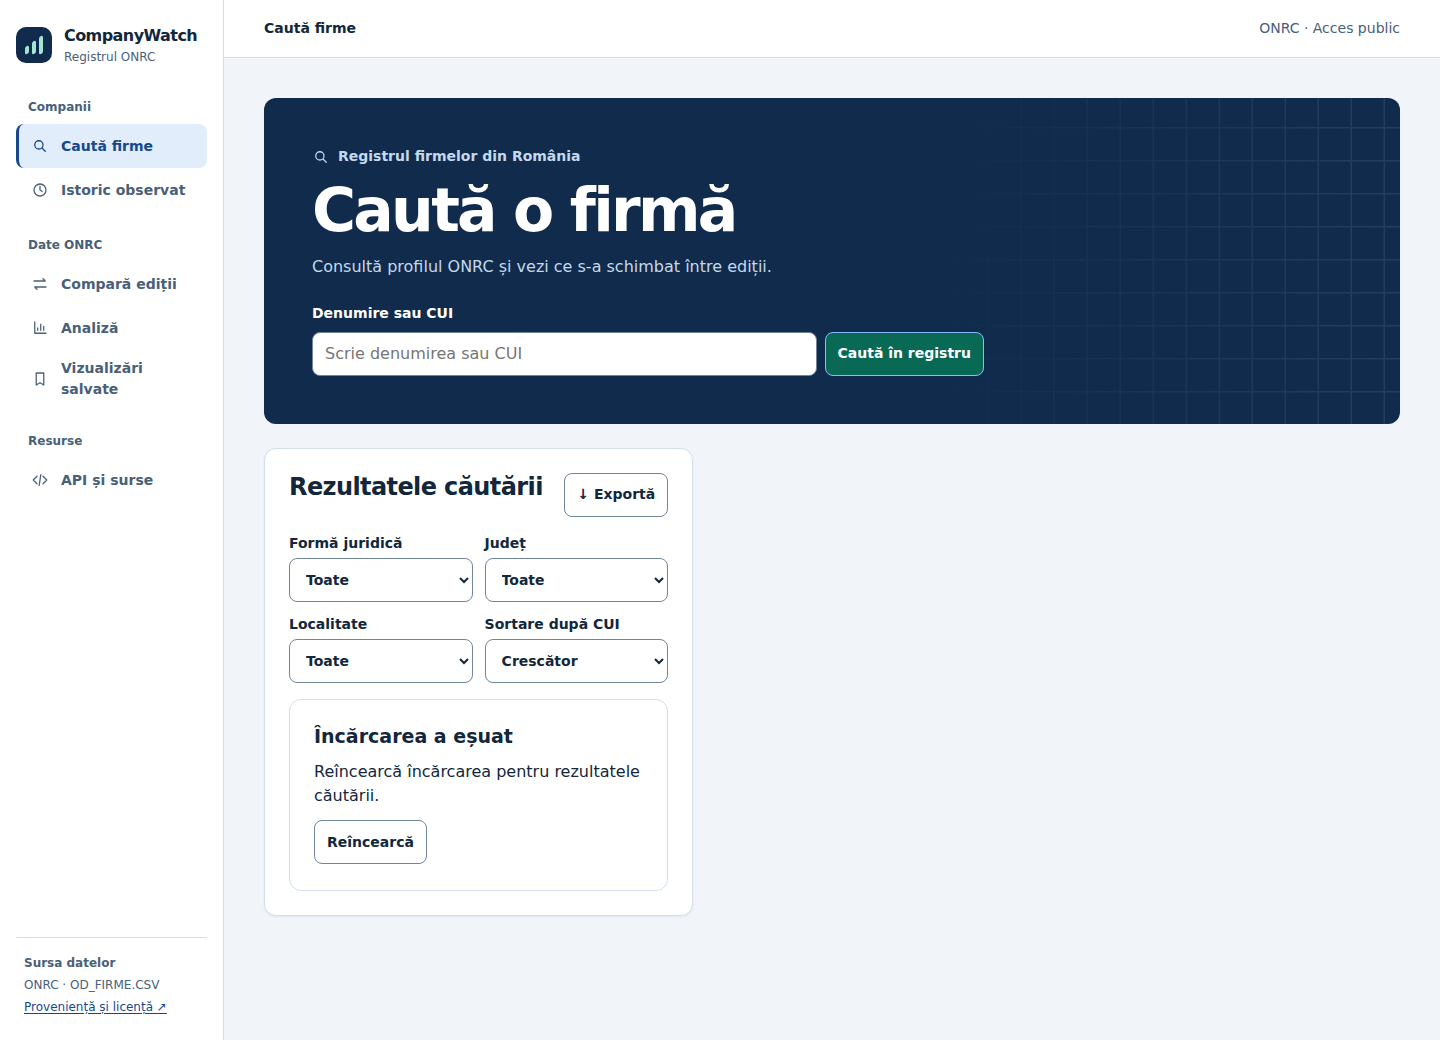 CompanyWatch
Registrul ONRC
Companii
Caută firme
Istoric observat
Date ONRC
Compară ediții
Analiză
Vizualizări
salvate
Resurse
API și surse
Sursa datelor
ONRC · OD_FIRME.CSV
Proveniență și licență ↗
Caută firme
ONRC · Acces public
Registrul firmelor din România
Caută o firmă
Consultă profilul ONRC și vezi ce s-a schimbat între ediții.
Denumire sau CUI
Scrie denumirea sau CUI
Caută în registru
Rezultatele căutării
↓ Exportă
Formă juridică
Județ
Toate
Toate
Localitate
Sortare după CUI
Toate
Crescător
Încărcarea a eșuat
Reîncearcă încărcarea pentru rezultatele
căutării.
Reîncearcă